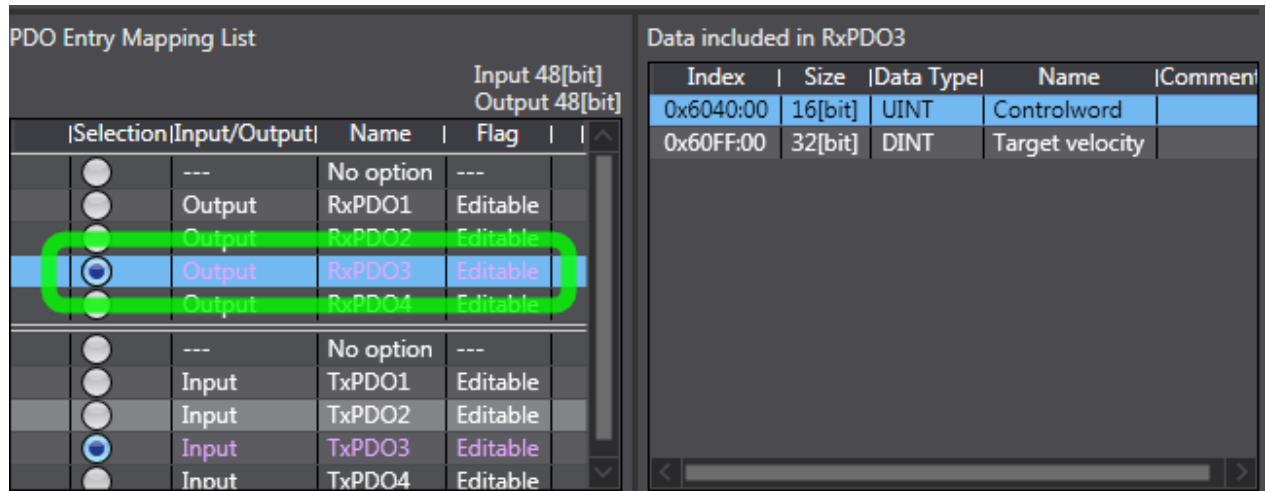 PDO Entry Mapping List
Input 48[bit]
Output 48[bit]
Selection Input/Output Name Flag
--- No option ---
Output RxPDO1 Editable
Output RxPDO2 Editable
Output RxPDO3 Editable
Output RxPDO4 Editable
--- No option ---
Input TxPDO1 Editable
Input TxPDO2 Editable
Input TxPDO3 Editable
Input TxPDO4 Editable
Data included in RxPDO3
Index Size Data Type Name Comment
0x6040:00 16[bit] UINT Controlword
0x60FF:00 32[bit] DINT Target velocity